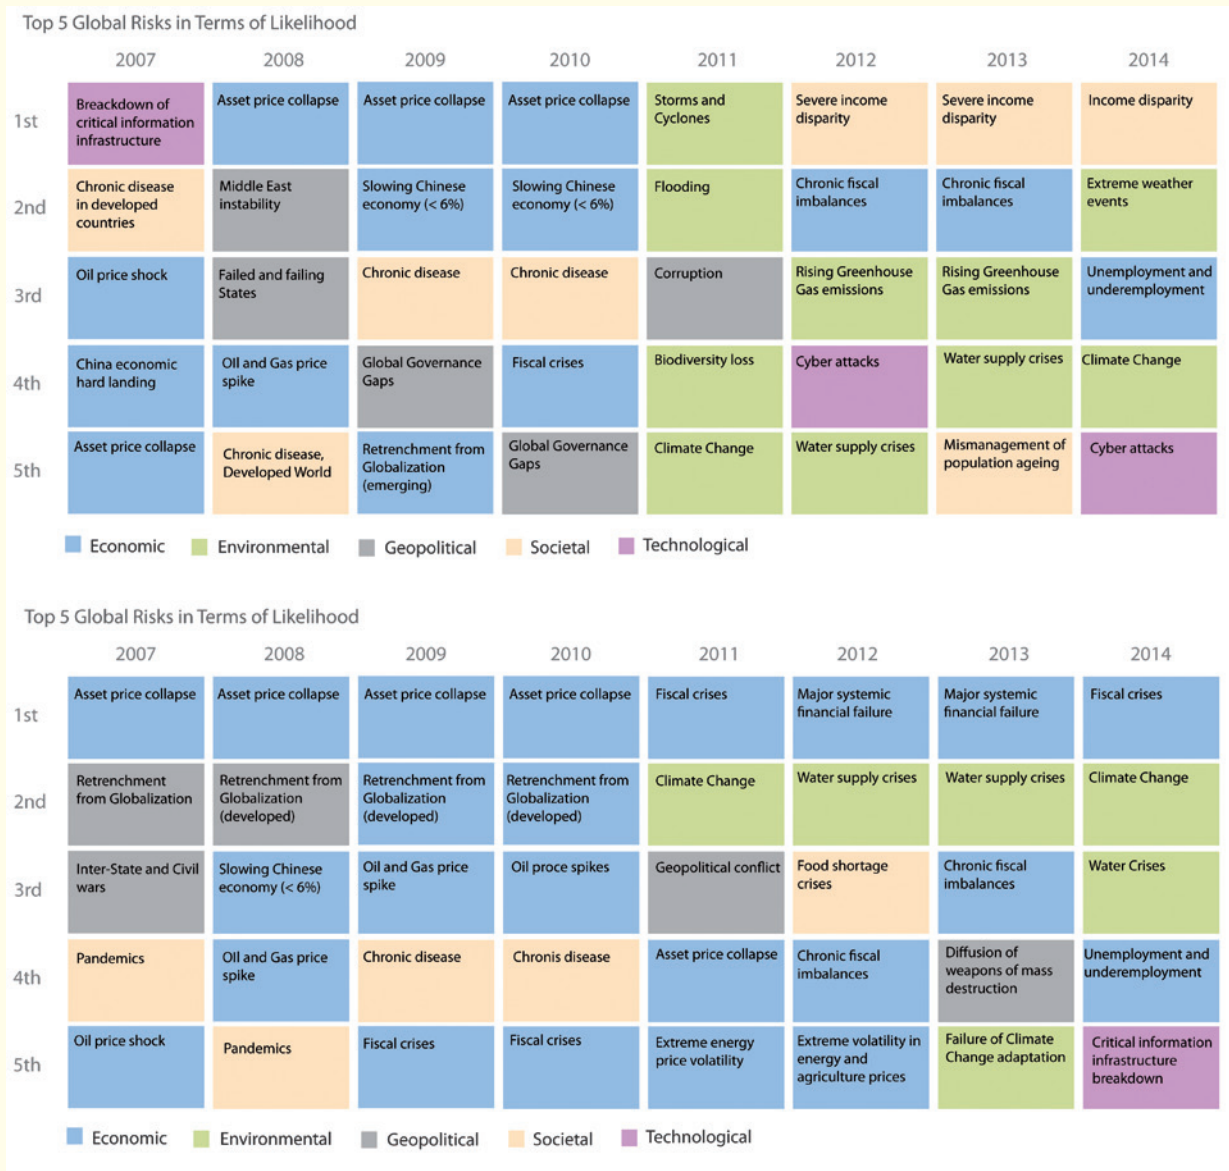 Top 5 Global Risks in Terms of Likelihood
2007 2008 2009 2010 2011 2012 2013 2014
1st
Breakdown of
critical information
infrastructure
Asset price collapse
Asset price collapse
Asset price collapse
Storms and
Cyclones
Severe income
disparity
Severe income
disparity
Income disparity
2nd
Chronic disease
in developed
countries
Middle East
instability
Slowing Chinese
economy (< 6%)
Slowing Chinese
economy (< 6%)
Flooding
Chronic fiscal
imbalances
Chronic fiscal
imbalances
Extreme weather
events
3rd
Oil price shock
Failed and failing
States
Chronic disease
Chronic disease
Corruption
Rising Greenhouse
Gas emissions
Rising Greenhouse
Gas emissions
Unemployment and
underemployment
4th
China economic
hard landing
OIl and Gas price
spike
Global Governance
Gaps
Fiscal crises
Biodiversity loss
Cyber attacks
Water supply crises
Climate Change
5th
Asset price collapse
Chronic disease,
Developed World
Retrenchment from
Globalization
(emerging)
Global Governance
Gaps
Climate Change
Water supply crises
Mismanagement of
population ageing
Cyber attacks
Economic Environmental Geopolitical Societal Technological
Top 5 Global Risks in Terms of Likelihood
2007 2008 2009 2010 2011 2012 2013 2014
1st
Asset price collapse
Asset price collapse
Asset price collapse
Asset price collapse
Fiscal crises
Major systemic
financial failure
Major systemic
financial failure
Fiscal crises
2nd
Retrenchment
from Globalization
Retrenchment from
Globalization
(developed)
Retrenchment from
Globalization
(developed)
Retrenchment from
Globalization
(developed)
Climate Change
Water supply crises
Water supply crises
Climate Change
3rd
Inter-State and Civil
wars
Slowing Chinese
economy (< 6%)
Oil and Gas price
spike
Oil proce spikes
Geopolitical conflict
Food shortage
crises
Chronic fiscal
imbalances
Water Crises
4th
Pandemics
OIl and Gas price
spike
Chronic disease
Chronis disease
Asset price collapse
Chronic fiscal
imbalances
Diffusion of
weapons of mass
destruction
Unemployment and
underemployment
5th
Oil price shock
Pandemics
Fiscal crises
Fiscal crises
Extreme energy
price volatility
Extreme volatility in
energy and
agriculture prices
Failure of Climate
Change adaptation
Critical information
infrastructure
breakdown
Economic Environmental Geopolitical Societal Technological